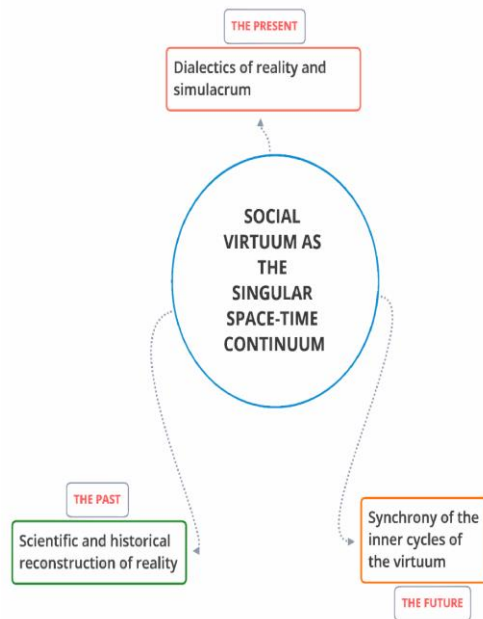 THE PRESENT
Dialectics of reality and
simulacrum
SOCIAL
VIRTUUM AS
THE
SINGULAR
SPACE-TIME
CONTINUUM
THE PAST
Scientific and historical
reconstruction of reality
Synchrony of the
inner cycles of
the virtuum
THE FUTURE